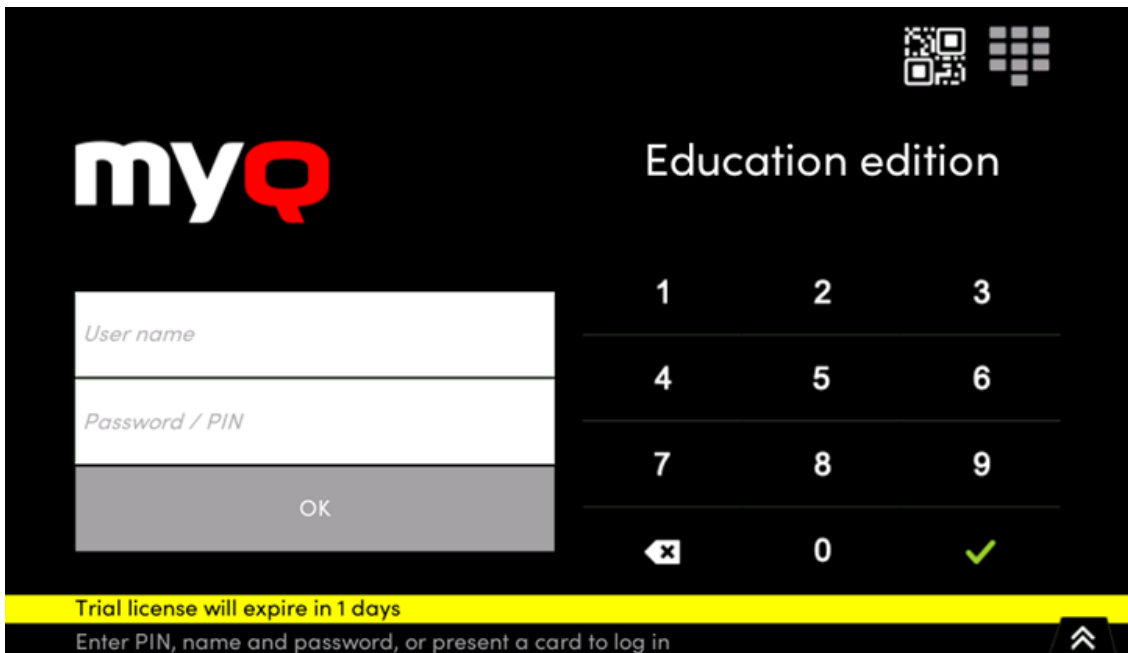 myQ
Education edition
User name
Password / PIN
OK
1 2 3
4 5 6
7 8 9
0
Trial license will expire in 1 days
Enter PIN, name and password, or present a card to log in